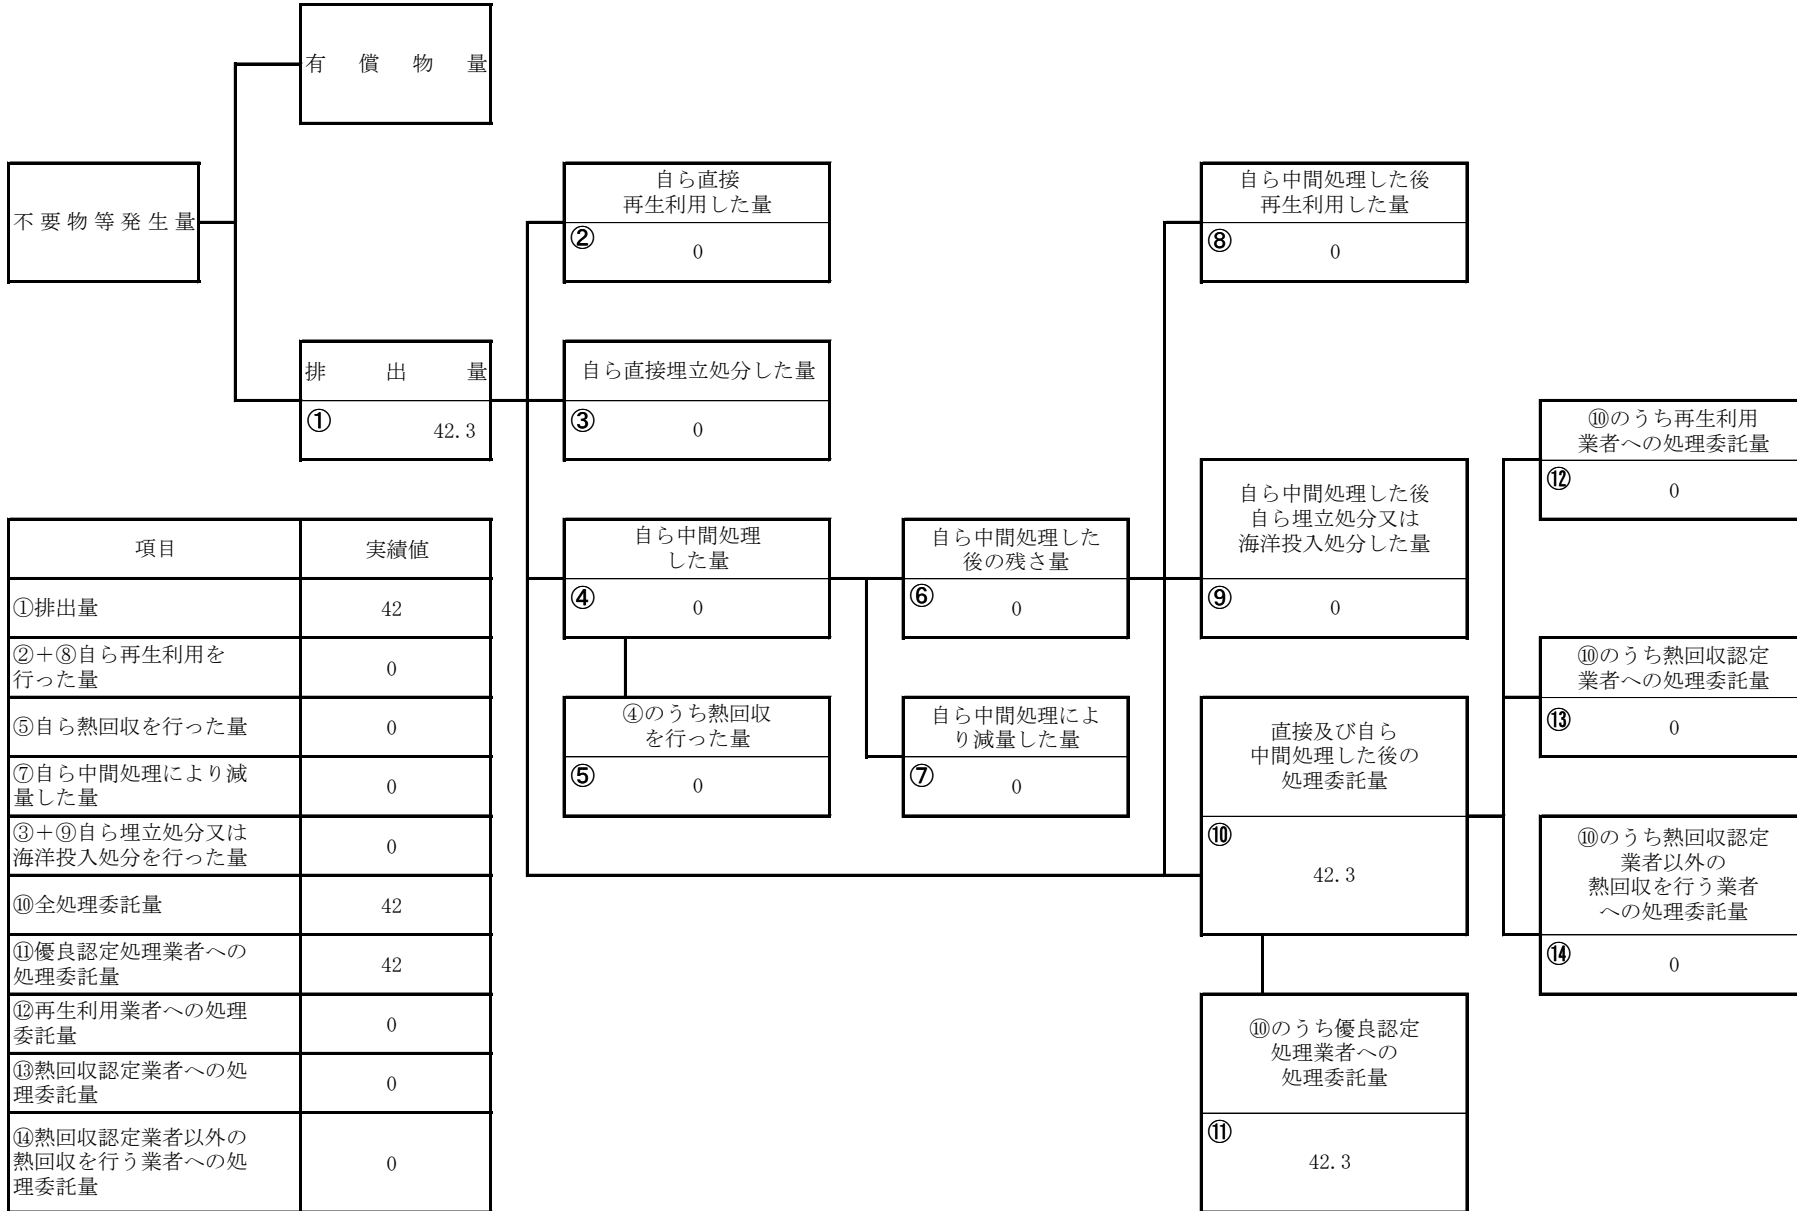 有償物量
不要物等発生量
排出量
①
42.3
自ら直接
再生利用した量
②
0
自ら直接埋立処分した量
③
0
自ら中間処理
した量
④
0
④のうち熱回収
を行った量
⑤
0
自ら中間処理した
後の残さ量
⑥
0
自ら中間処理によ
り減量した量
⑦
0
自ら中間処理した後
再生利用した量
⑧
0
自ら中間処理した後
自ら埋立処分又は
海洋投入処分した量
⑨
0
直接及び自ら
中間処理した後の
処理委託量
⑩
42.3
⑩のうち優良認定
処理業者への
処理委託量
⑪
42.3
⑩のうち再生利用
業者への処理委託量
⑫
0
⑩のうち熱回収認定
業者への処理委託量
⑬
0
⑩のうち熱回収認定
業者以外の
熱回収を行う業者
への処理委託量
⑭
0
項目 実績値
①排出量 42
②＋⑧自ら再生利用を
行った量 0
⑤自ら熱回収を行った量 0
⑦自ら中間処理により減
量した量 0
③＋⑨自ら埋立処分又は
海洋投入処分を行った量 0
⑩全処理委託量 42
⑪優良認定処理業者への
処理委託量 42
⑫再生利用業者への処理
委託量 0
⑬熱回収認定業者への処
理委託量 0
⑭熱回収認定業者以外の
熱回収を行う業者への処
理委託量 0